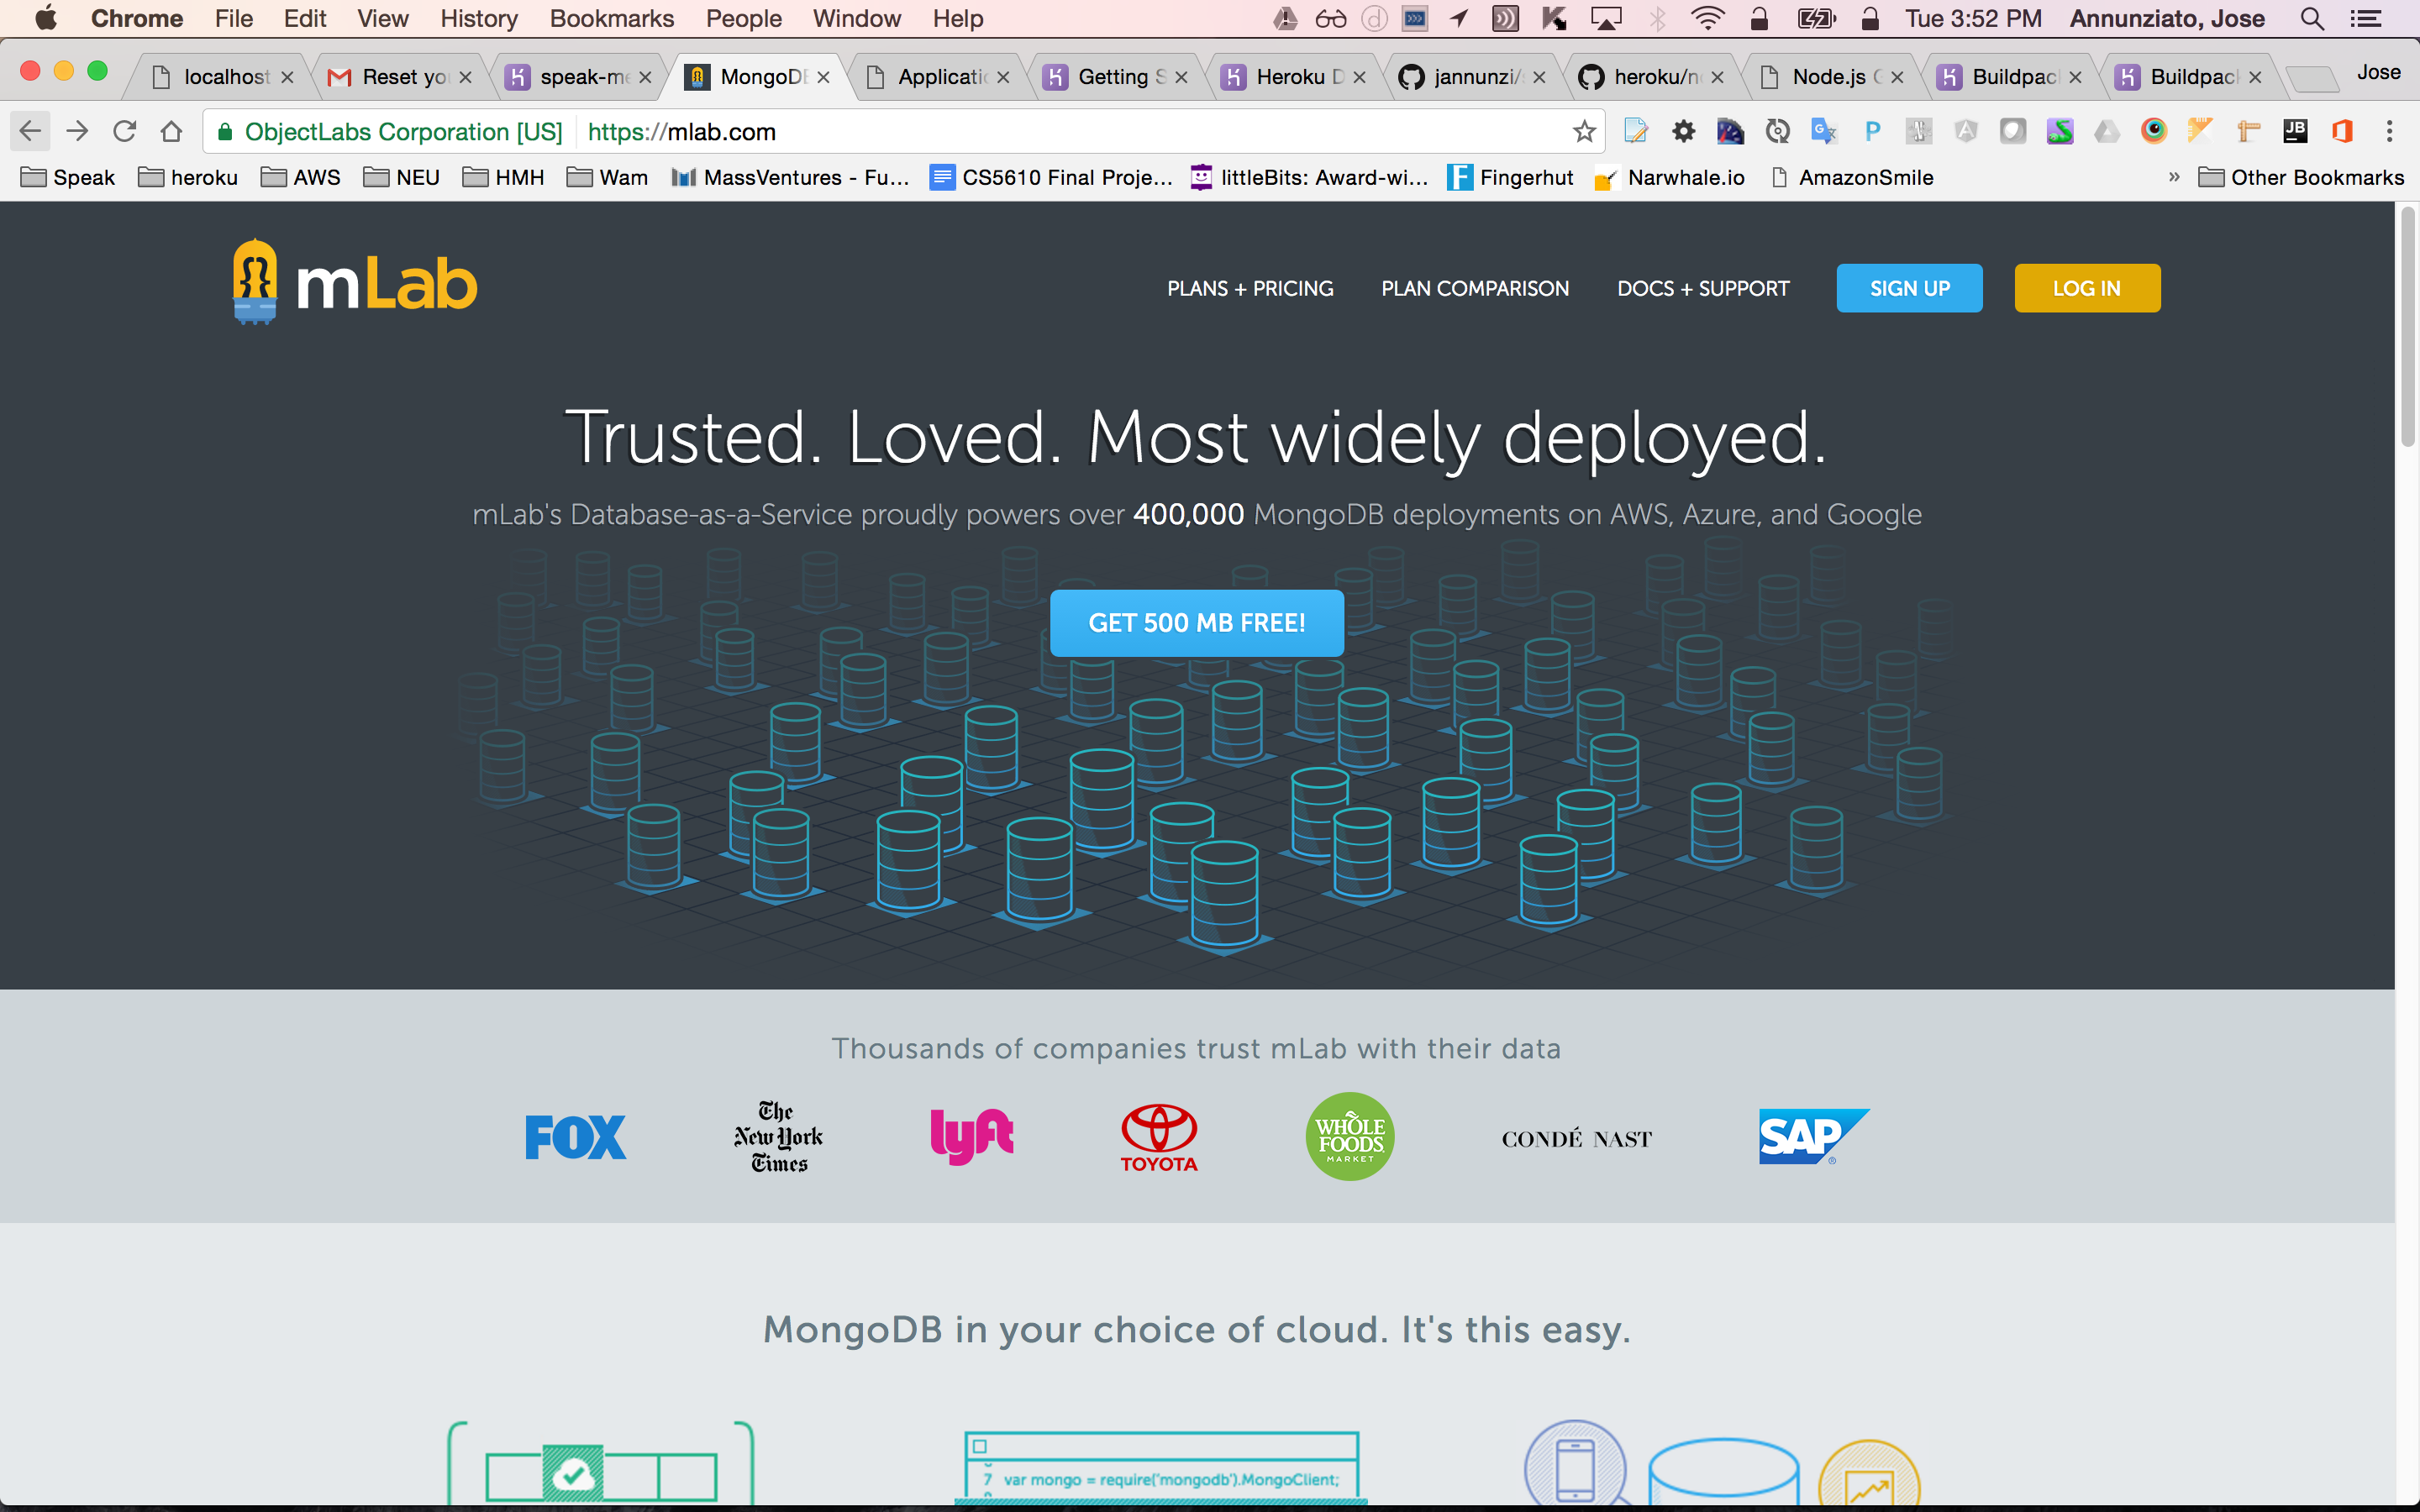 Chrome File Edit View History Bookmarks People Window Help Tue 3:52 PM Annunziato, Jose
localhost Reset yo speak-me MongoDB Applicatic Getting S Heroku D jannunzi/ heroku/n Node.js Buildpac Buildpac Jose
ObjectLabs Corporation [US] https://mlab.com
Speak heroku AWS NEU HMH Wam MassVentures - Fu... CS5610 Final Proje... littleBits: Award-wi... Fingerhut Narwhale.io AmazonSmile » Other Bookmarks
mLab PLANS + PRICING PLAN COMPARISON DOCS + SUPPORT SIGN UP LOG IN
Trusted. Loved. Most widely deployed.
mLab's Database-as-a-Service proudly powers over 400,000 MongoDB deployments on AWS, Azure, and Google
GET 500 MB FREE!
Thousands of companies trust mLab with their data
FOX
The
New York
Times
lyft
TOYOTA
WHOLE
FOODS
MARKET
CONDÉ NAST
SAP
MongoDB in your choice of cloud. It's this easy.
7 var mongo = require('mongodb').MongoClient;